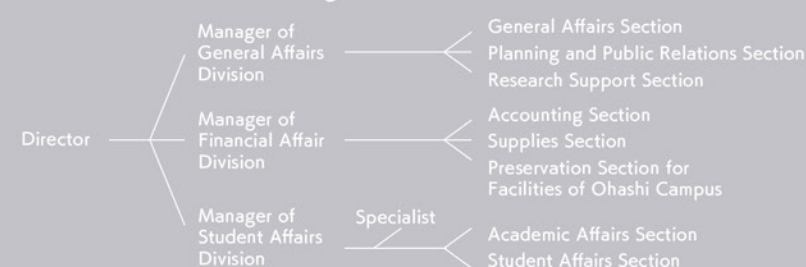 Manager of
General Affairs
Division
General Affairs Section
Planning and Public Relations Section
Research Support Section
Director
Manager of
Financial Affair
Division
Accounting Section
Supplies Section
Preservation Section for
Facilities of Ohashi Campus
Manager of
Student Affairs
Division
Specialist
Academic Affairs Section
Student Affairs Section